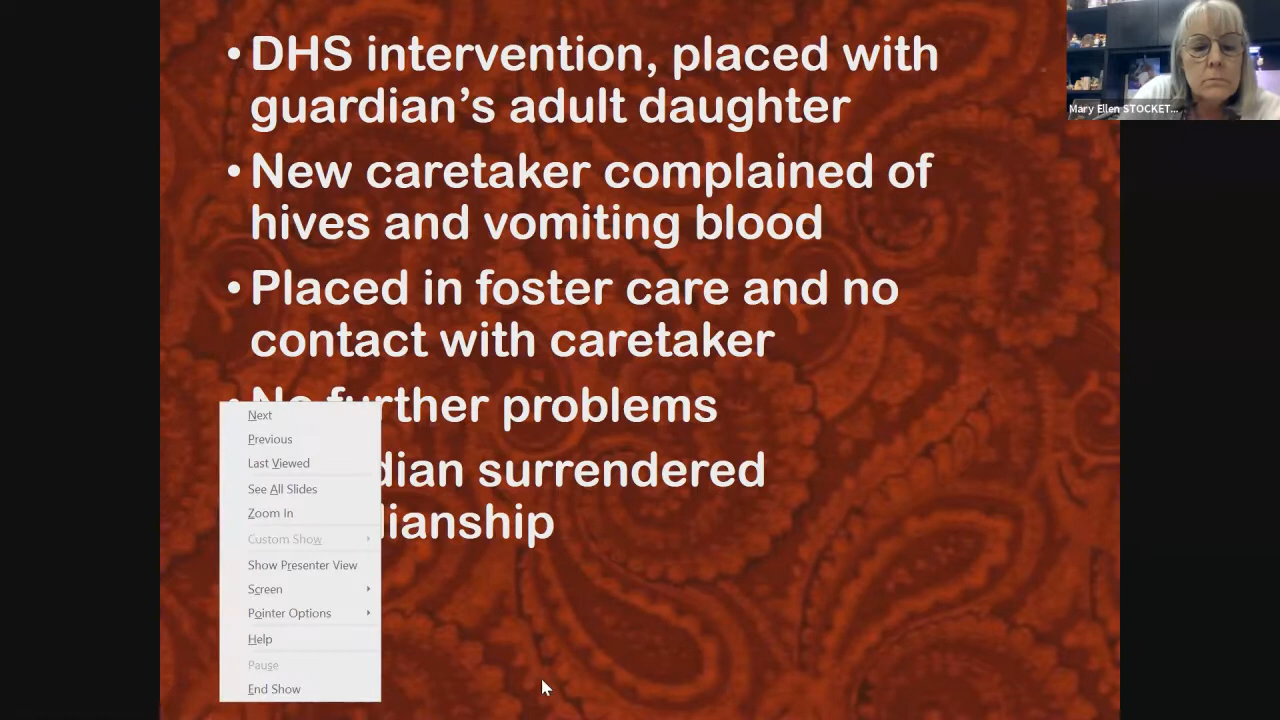 • DHS intervention, placed with
guardian's adult daughter
• New caretaker complained of
hives and vomiting blood
• Placed in foster care and no
contact with caretaker
• No further problems
dian surrendered
lianship
Next
Previous
Last Viewed
See All Slides
Zoom In
Custom Show
Show Presenter View
Screen
Pointer Options
Help
Pause
End Show
Mary Ellen STOCKET...